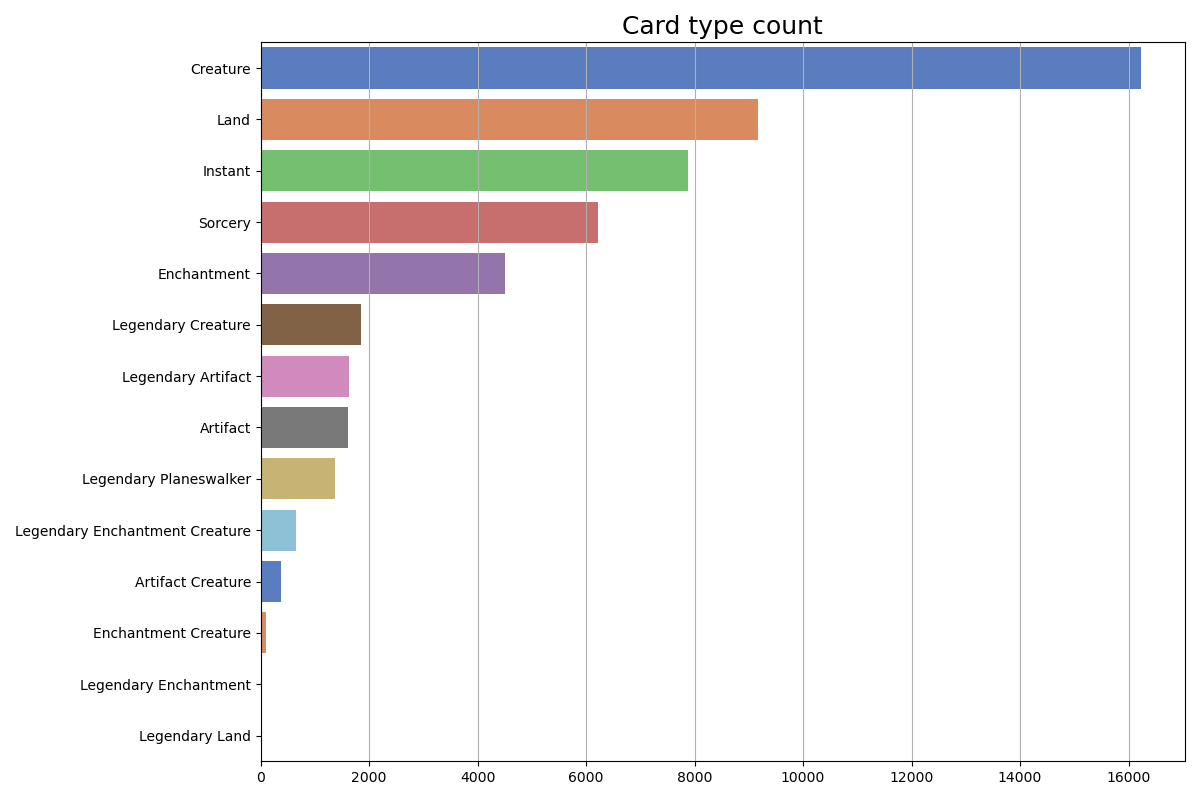 Card type count
Creature
Land
Instant
Sorcery
Enchantment
Legendary Creature
Legendary Artifact
Artifact
Legendary Planeswalker
Legendary Enchantment Creature
Artifact Creature
Enchantment Creature
Legendary Enchantment
Legendary Land
0 2000 4000 6000 8000 10000 12000 14000 16000